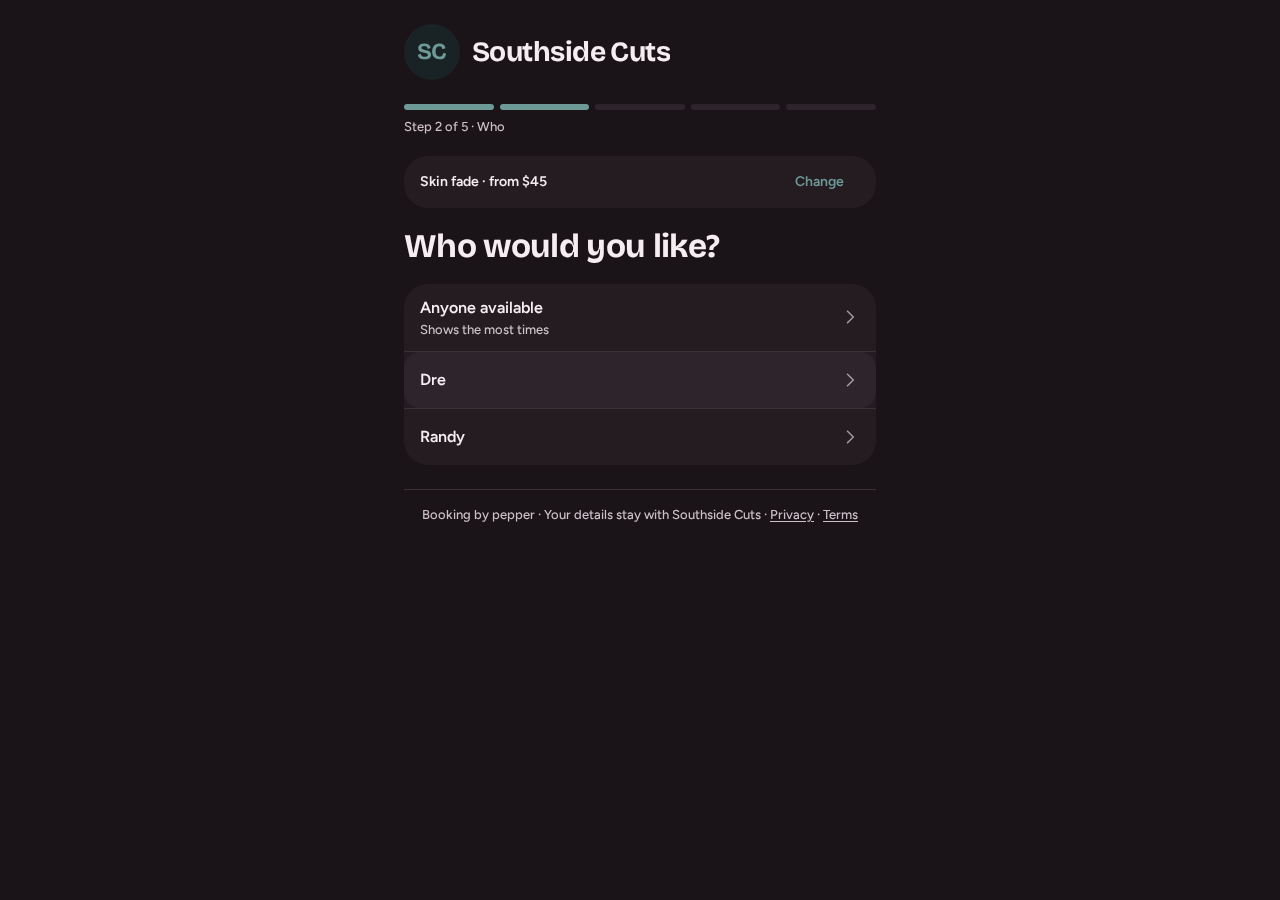 SC
Southside Cuts
Step 2 of 5 · Who
Skin fade · from $45
Change
Who would you like?
Anyone available
Shows the most times
Dre
Randy
Booking by pepper · Your details stay with Southside Cuts · Privacy · Terms